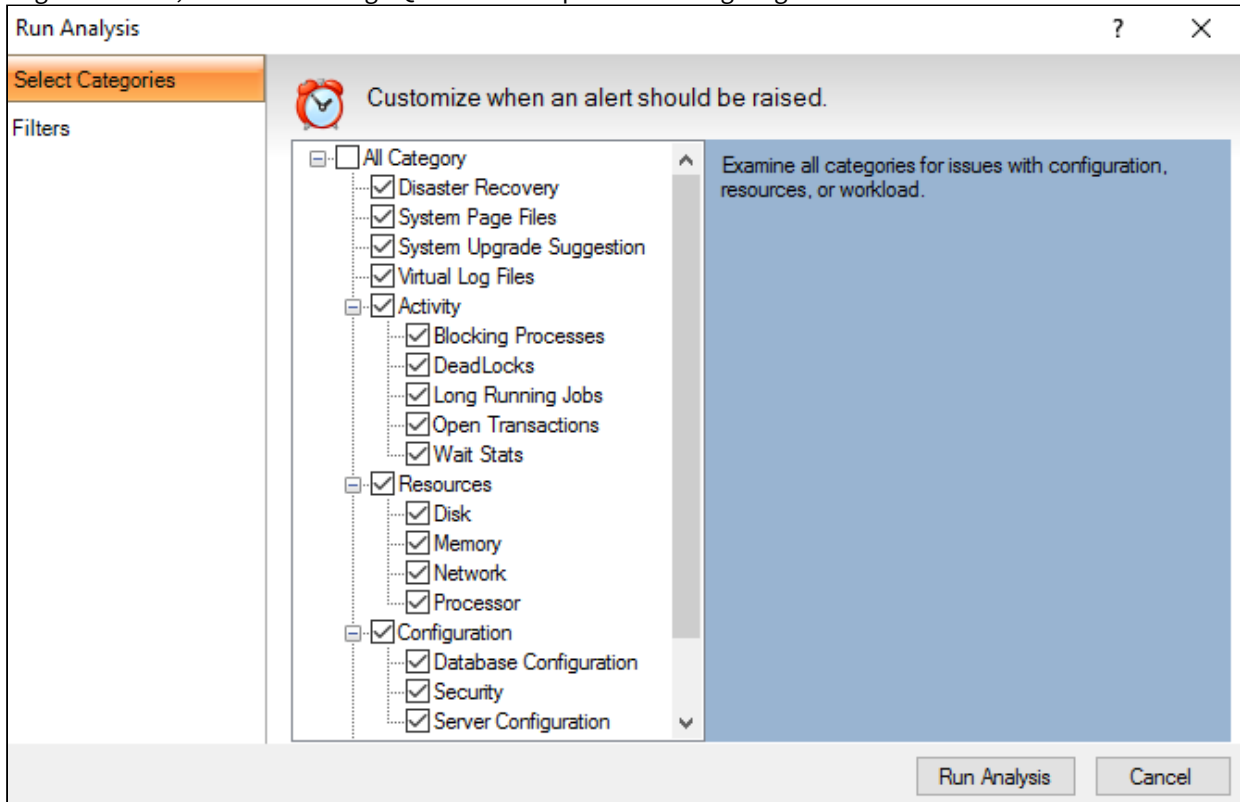 Run Analysis
?
Select Categories
Filters
Customize when an alert should be raised.
All Category
Disaster Recovery
System Page Files
System Upgrade Suggestion
Virtual Log Files
Activity
Blocking Processes
DeadLocks
Long Running Jobs
Open Transactions
Wait Stats
Resources
Disk
Memory
Network
Processor
Configuration
Database Configuration
Security
Server Configuration
Examine all categories for issues with configuration,
resources, or workload.
Run Analysis
Cancel